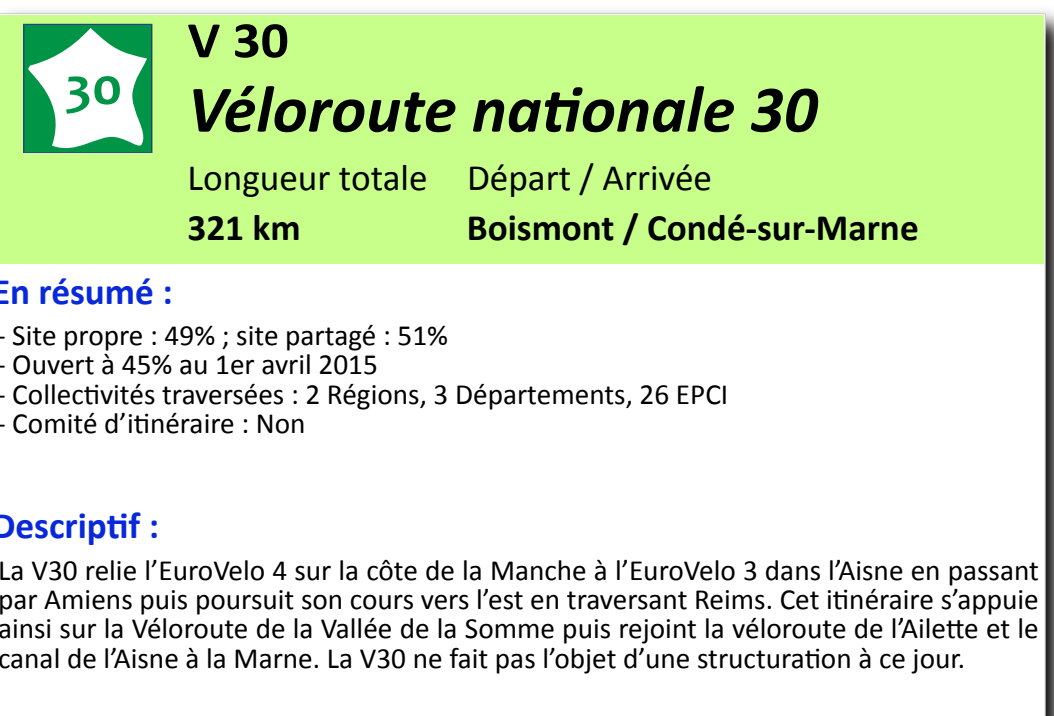 30
V 30
Véloroute nationale 30
Longueur totale Départ / Arrivée
321 km Boismont / Condé-sur-Marne
En résumé :
- Site propre : 49% ; site partagé : 51%
- Ouvert à 45% au 1er avril 2015
- Collectivités traversées : 2 Régions, 3 Départements, 26 EPCI
- Comité d’itinéraire : Non
Descriptif :
La V30 relie l’EuroVelo 4 sur la côte de la Manche à l’EuroVelo 3 dans l’Aisne en passant
par Amiens puis poursuit son cours vers l’est en traversant Reims. Cet itinéraire s’appuie
ainsi sur la Véloroute de la Vallée de la Somme puis rejoint la véloroute de l’Ailette et le
canal de l’Aisne à la Marne. La V30 ne fait pas l’objet d’une structuration à ce jour.